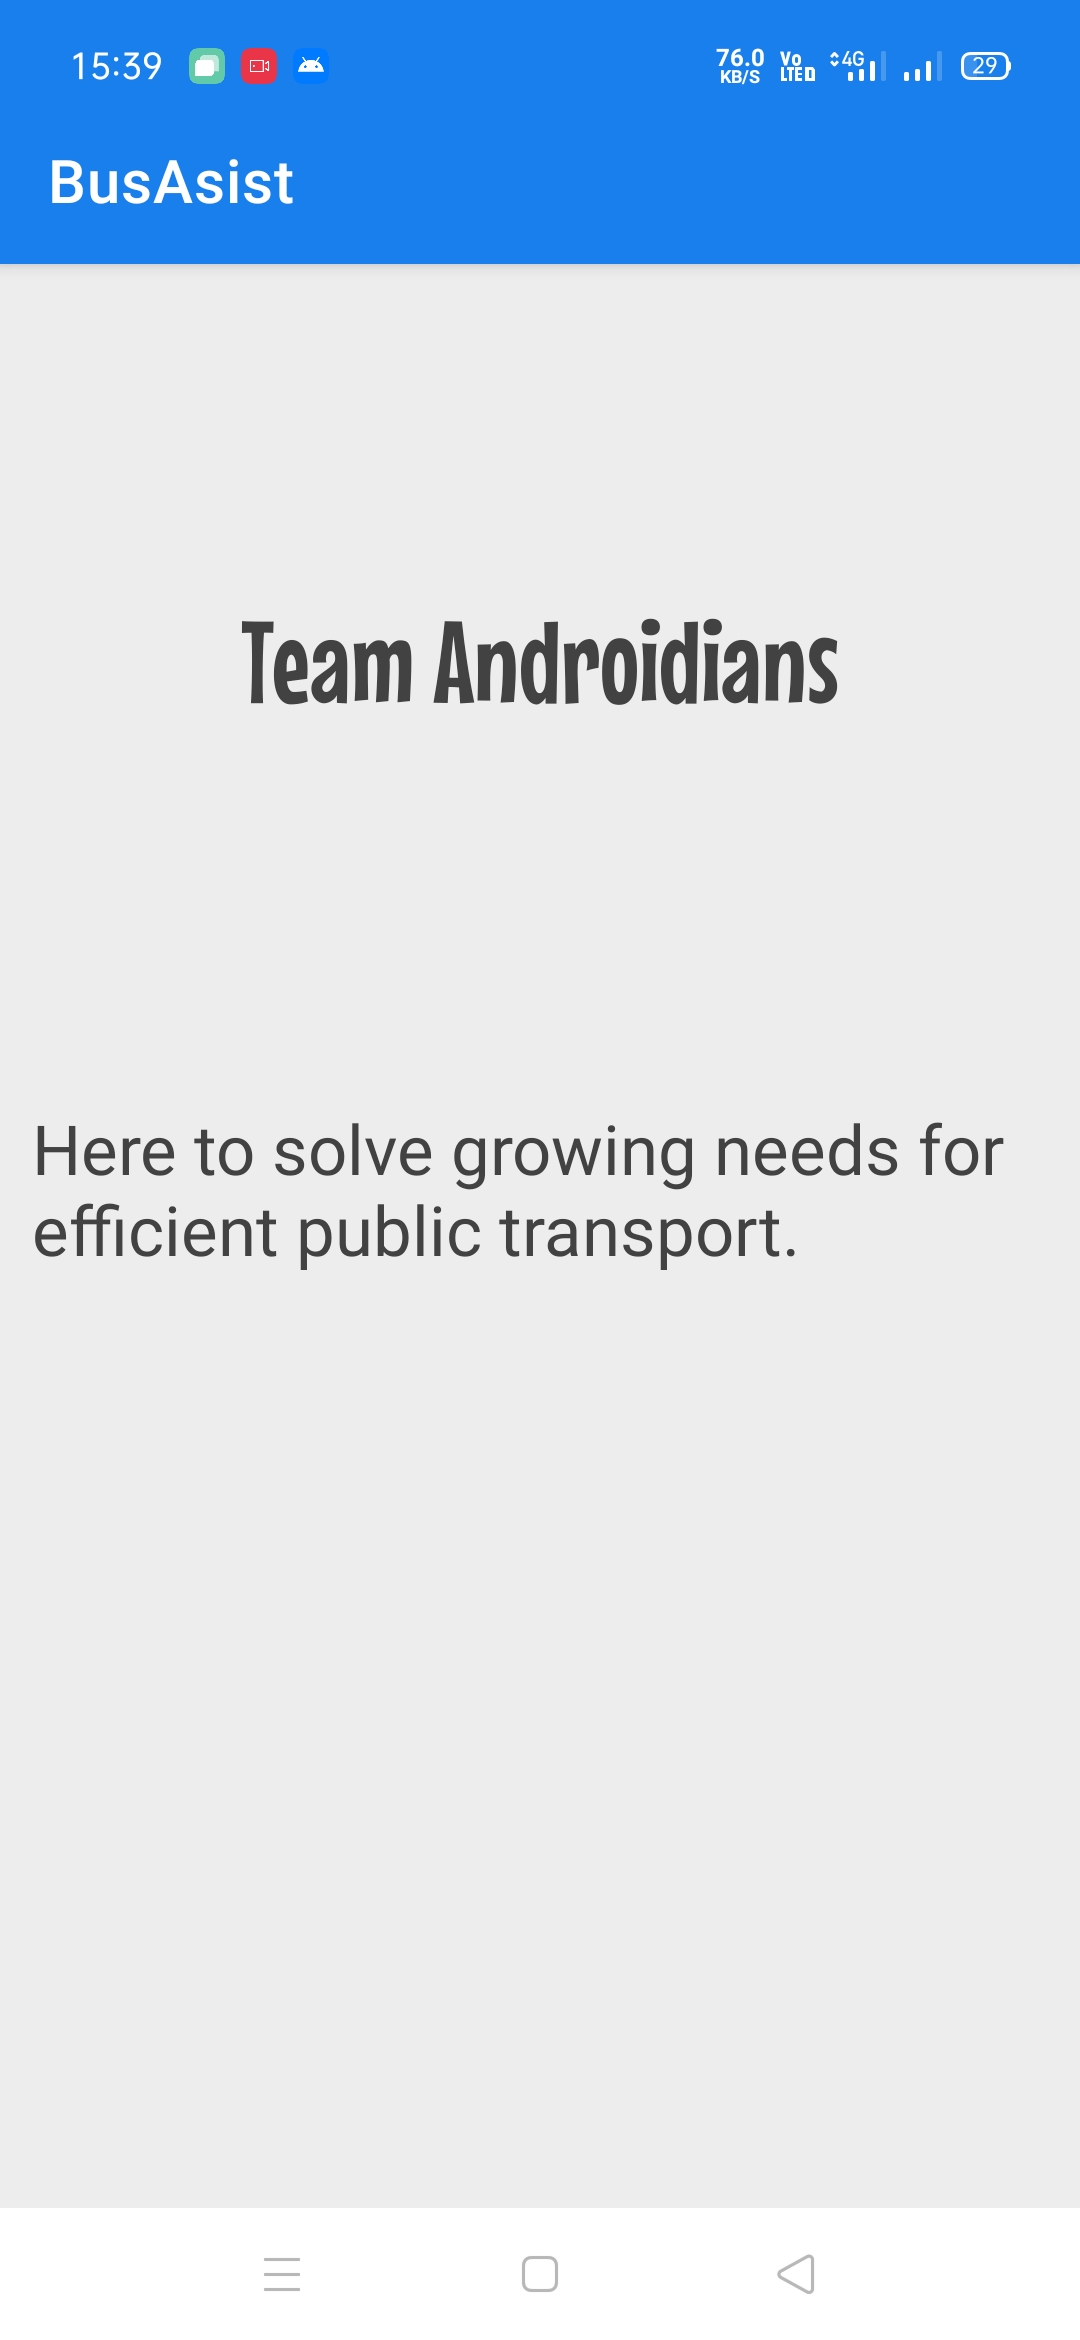 15:39 76.0 KB/S Vo LTE D 4G 29
BusAsist
Team Androidians
Here to solve growing needs for
efficient public transport.